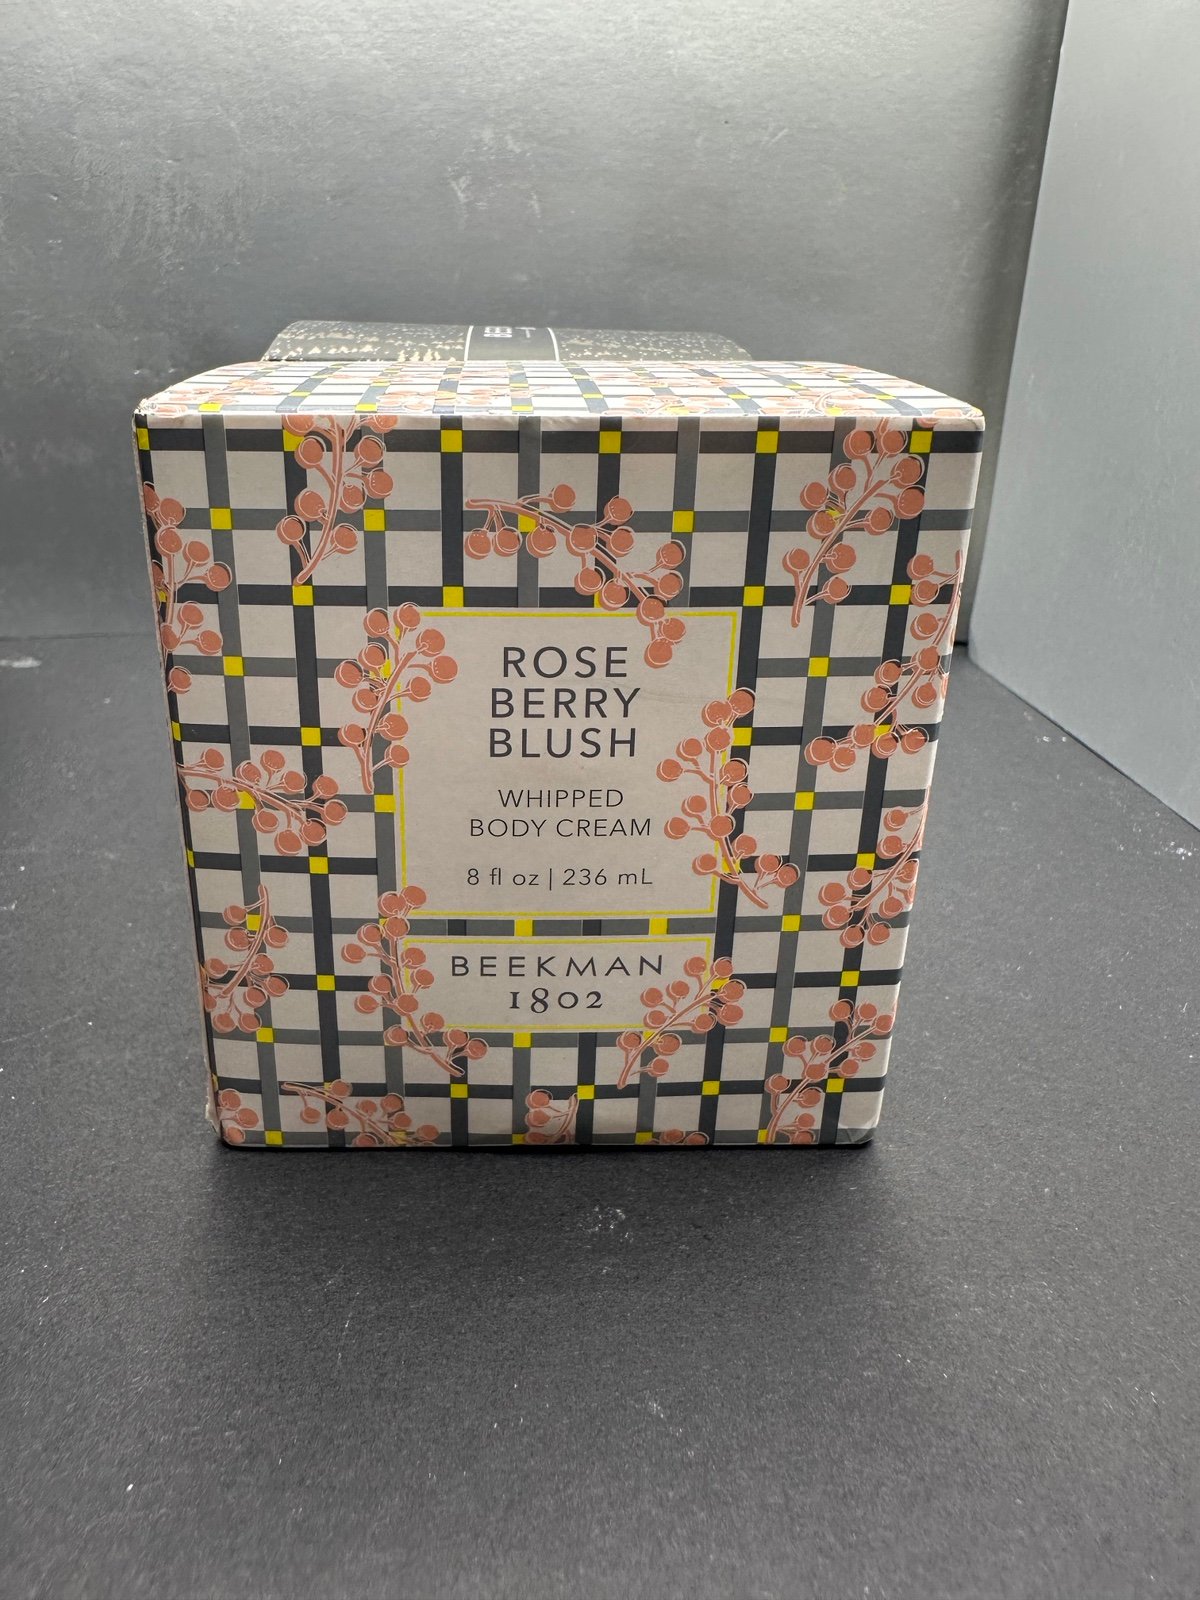 ROSE
BERRY
BLUSH
WHIPPED
BODY CREAM
8 fl oz | 236 mL
BEEKMAN
1802